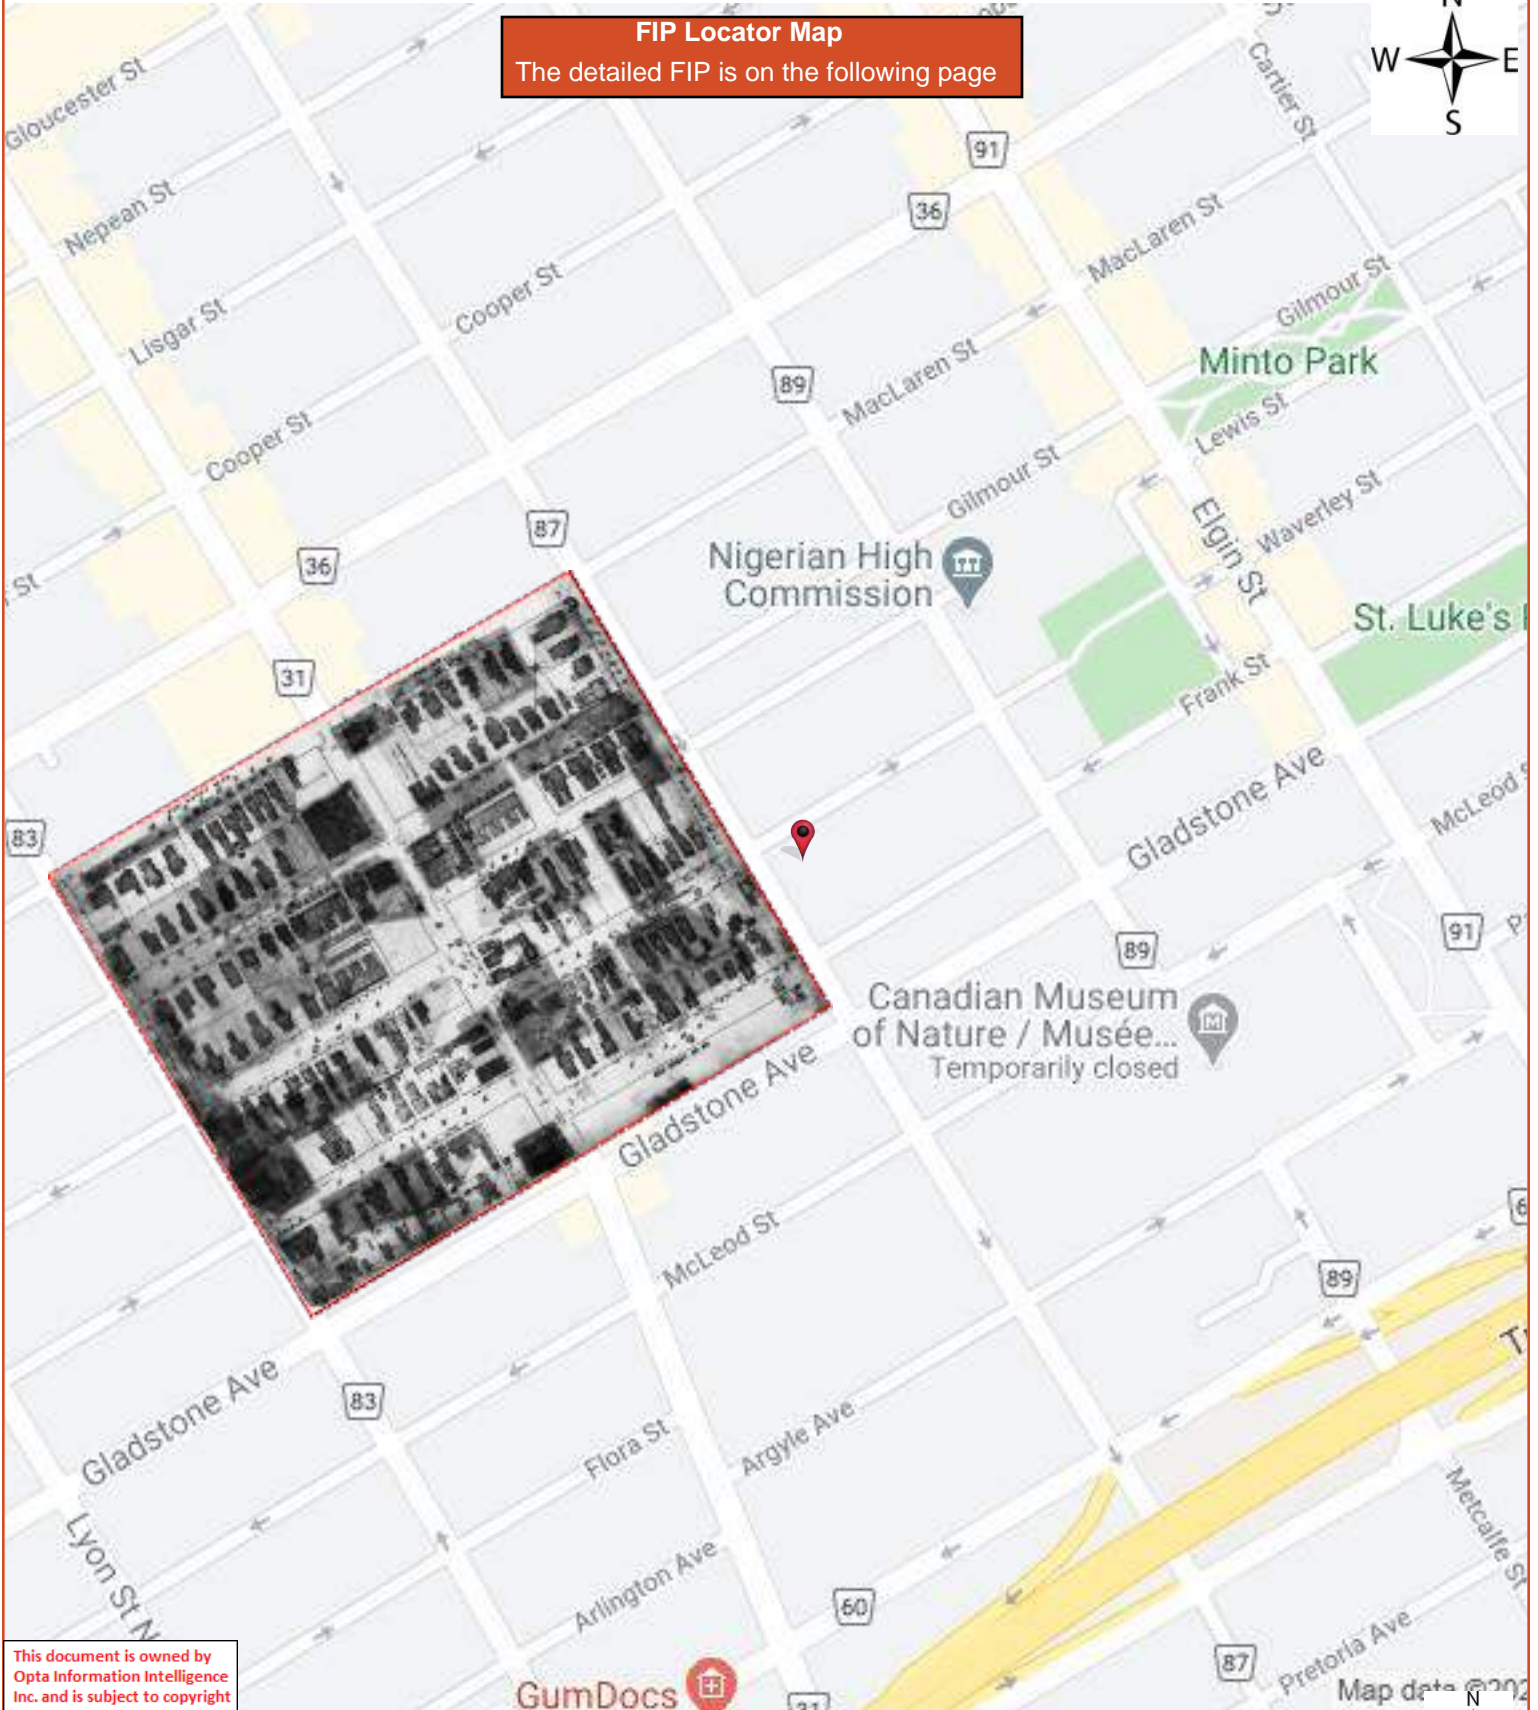 N
FIP Locator Map
The detailed FIP is on the following page
W
E
S
Gloucester St
Cartier St
91
Nepean St
36
MacLaren St
Cooper St
Gilmour St
Lisgar St
Minto Park
MacLaren St
89
Lewis St
Cooper St
Gilmour St
Waverley St
87
Elgin St
36
Nigerian High
Commission
St
St. Luke's
31
Frank St
Gladstone Ave
McLeod
83
91
89
Canadian Museum
of Nature / Musée...
Temporarily closed
Gladstone Ave
McLeod St
89
Gladstone Ave
83
Argyle Ave
Flora St
Metcalfe St
Lyon St N
Arlington Ave
60
Pretoria Ave
87
This document is owned by
Opta Information Intelligence
Inc. and is subject to copyright
GumDocs
31
Map data ©202
N